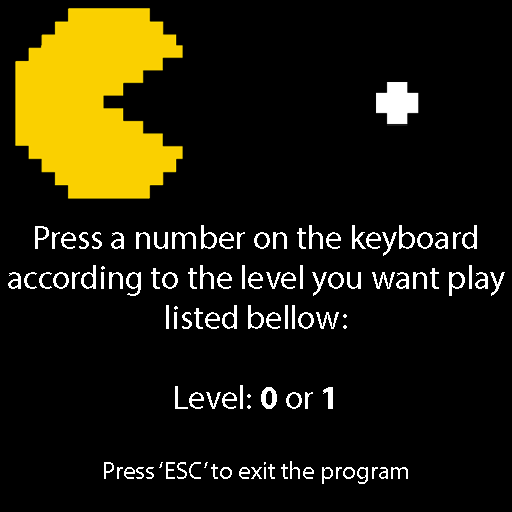 Press a number on the keyboard
according to the level you want play
listed bellow:
Level: 0 or 1
Press ‘ESC’ to exit the program